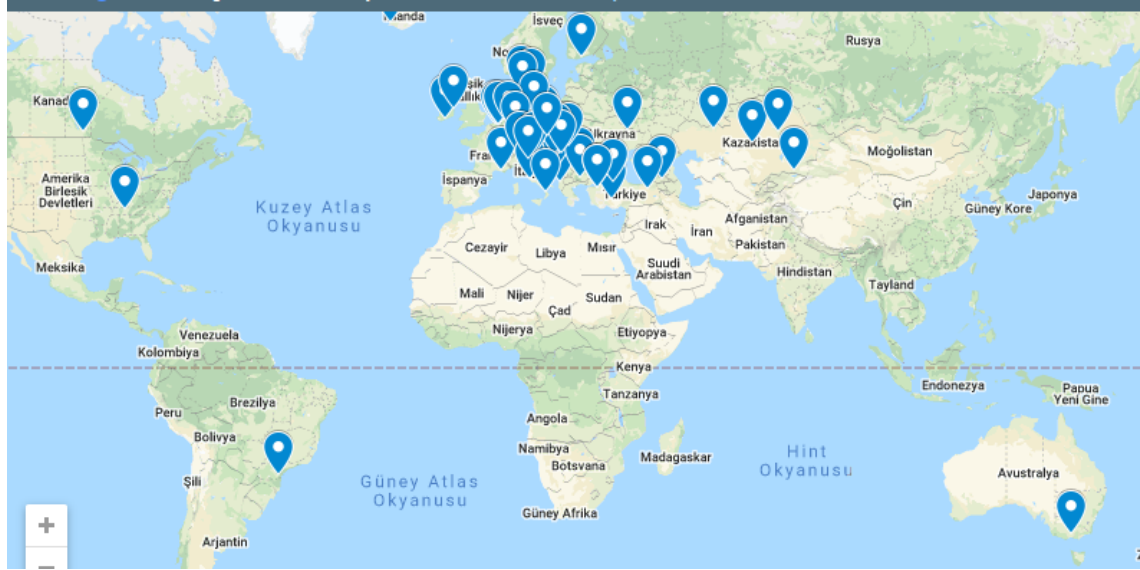 İsveç
Rusya
Kanad
Ukrayna
Kazakista
Moğolistan
Fra
İspanya
Türkiye
Amerika
Birleşik
Devletleri
Kuzey Atlas
Okyanusu
Japonya
Çin
Güney Kore
Irak
İran
Afganistan
Pakistan
Cezayir
Libya
Mısır
Suudi
Arabistan
Meksika
Hindistan
Tayland
Mali
Nijer
Çad
Sudan
Nijerya
Etiyopya
Venezuela
Kolombiya
Kenya
Endonezya
Papua
Yeni Gine
Tanzanya
Peru
Brezilya
Bolivya
Angola
Namibya
Botsvana
Madagaskar
Hint
Okyanusu
Avustralya
Şili
Güney Atlas
Okyanusu
Güney Afrika
Arjantin